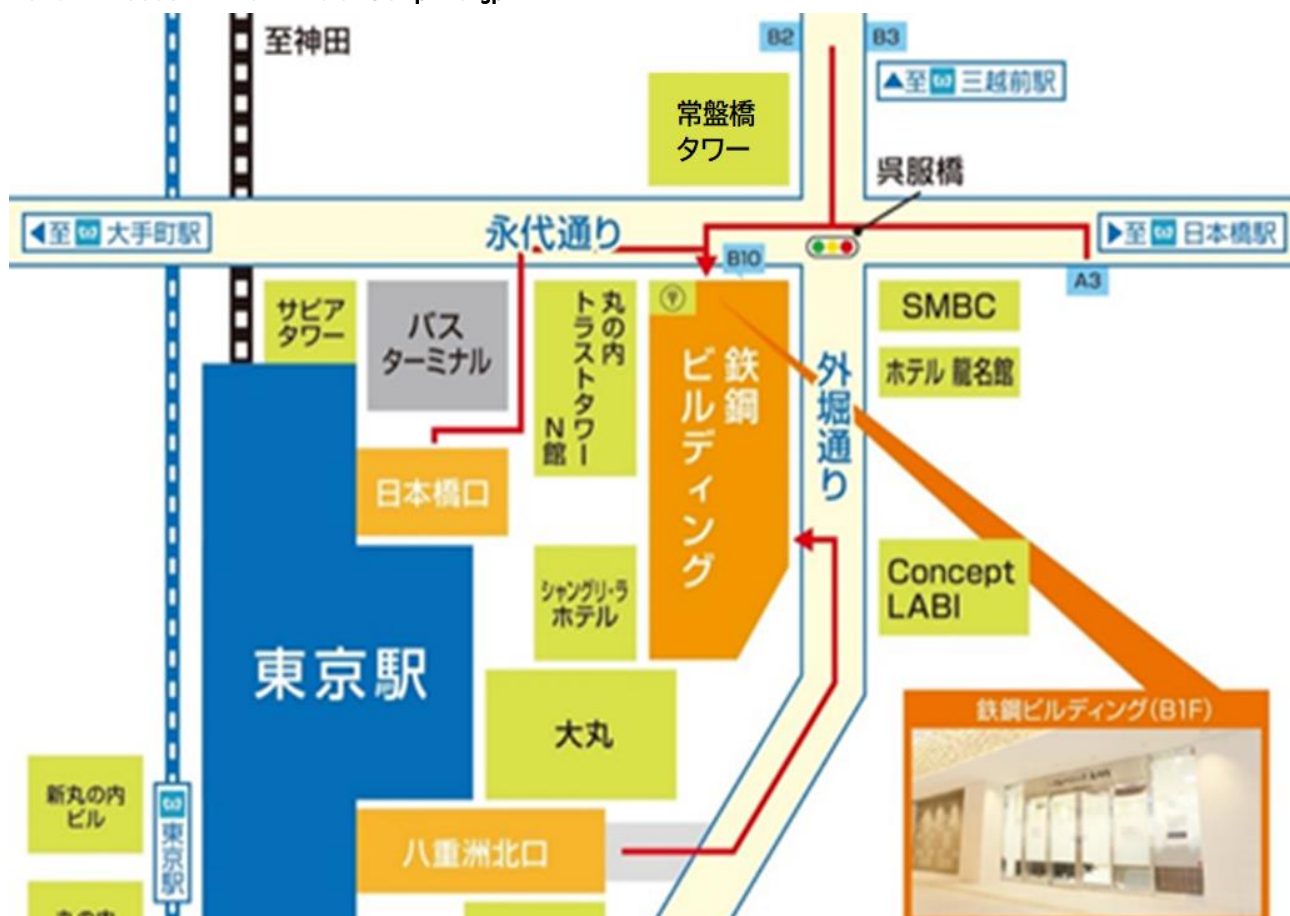 至神田
B2
B3
▲至 三越前駅
常盤橋
タワー
呉服橋
◀至 大手町駅
永代通り
▶至 日本橋駅
B10
A3
サピア
タワー
バス
ターミナル
丸の内
トラストタワー
N館
鉄鋼
ビルディング
外堀通り
SMBC
ホテル 龍名館
日本橋口
シャングリ・ラ
ホテル
Concept
LABI
東京駅
大丸
鉄鋼ビルディング(B1F)
新丸の内
ビル
東京駅
八重洲北口